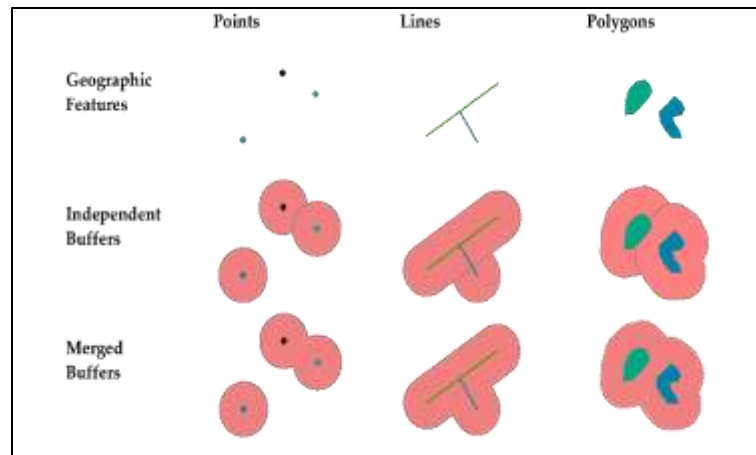 Points Lines Polygons
Geographic
Features
Independent
Buffers
Merged
Buffers